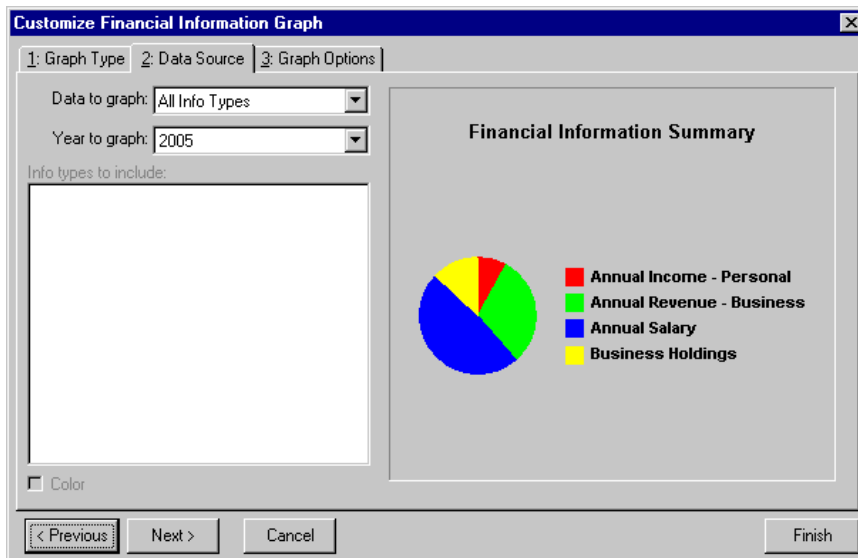 Customize Financial Information Graph
1: Graph Type 2: Data Source 3: Graph Options
Data to graph: All Info Types
Year to graph: 2005
Info types to include:
Financial Information Summary
Annual Income - Personal
Annual Revenue - Business
Annual Salary
Business Holdings
Color
< Previous Next > Cancel Finish